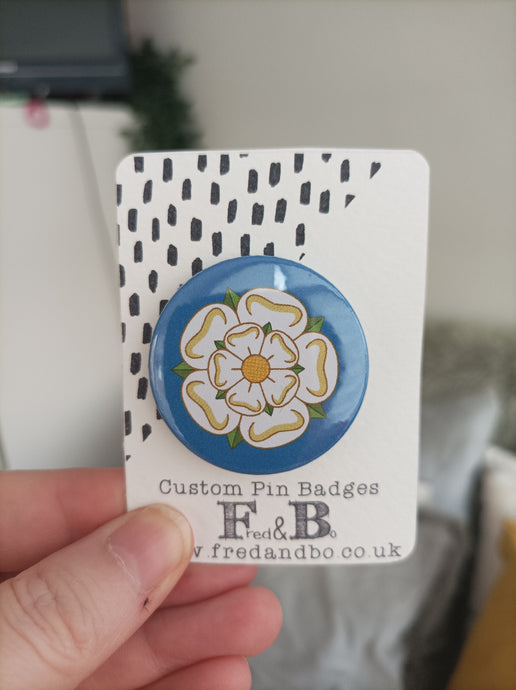 Custom Pin Badges
Fred & Bo
w.fredandbo.co.uk